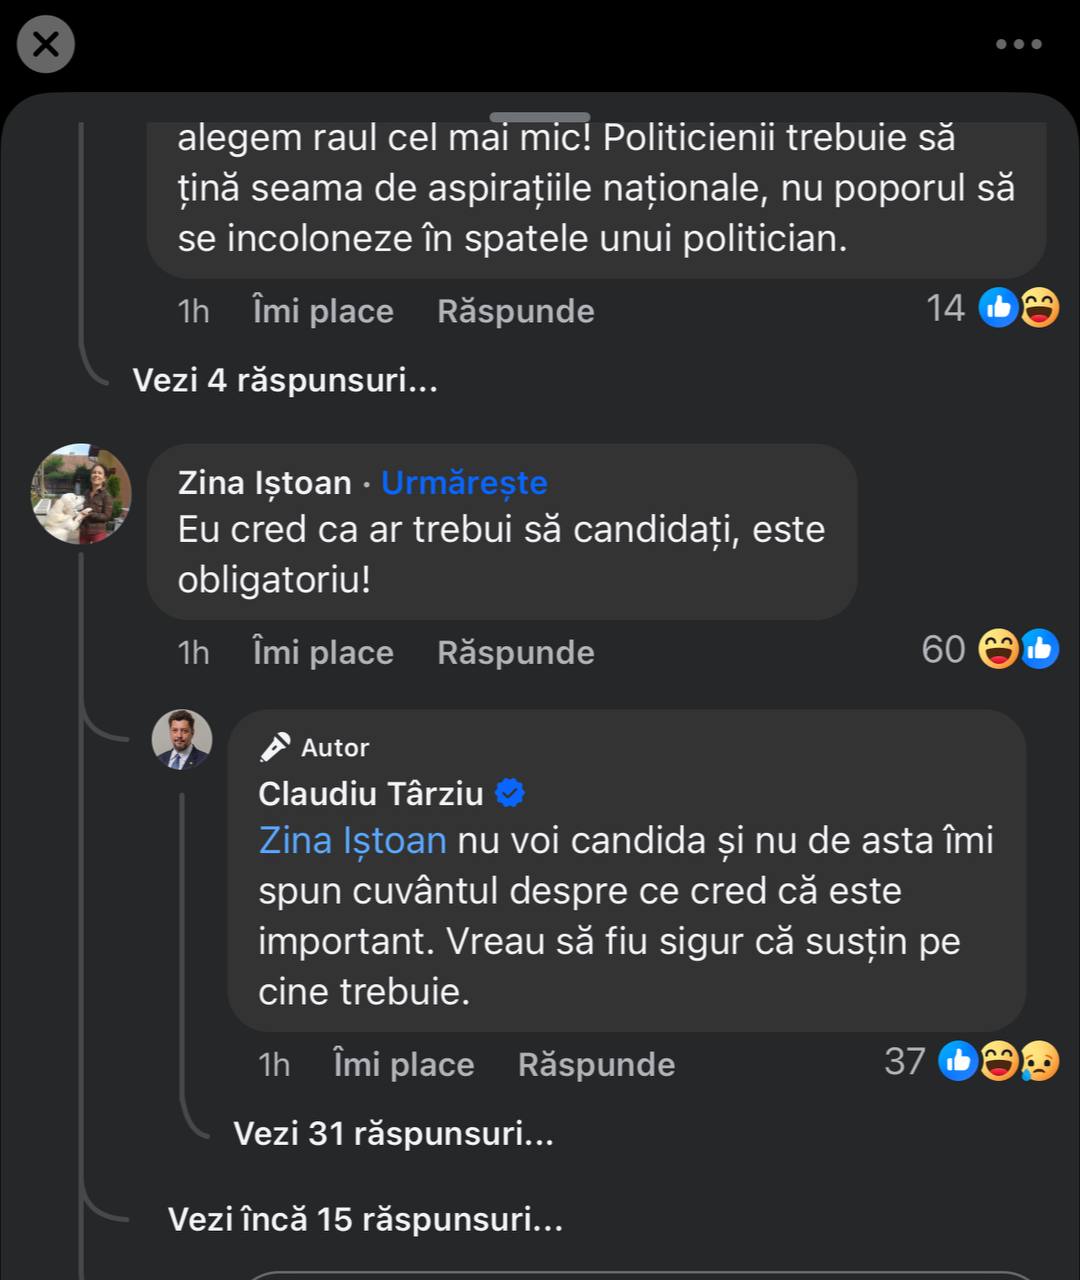 alegem raul cel mai mic! Politicienii trebuie să
țină seama de aspirațiile naționale, nu poporul să
se incoloneze în spatele unui politician.
1h Îmi place Răspunde 14
Vezi 4 răspunsuri...
Zina Iștoan · Urmărește
Eu cred ca ar trebui să candidați, este
obligatoriu!
1h Îmi place Răspunde 60
Autor
Claudiu Târziu
Zina Iștoan nu voi candida și nu de asta îmi
spun cuvântul despre ce cred că este
important. Vreau să fiu sigur că susțin pe
cine trebuie.
1h Îmi place Răspunde 37
Vezi 31 răspunsuri...
Vezi încă 15 răspunsuri...